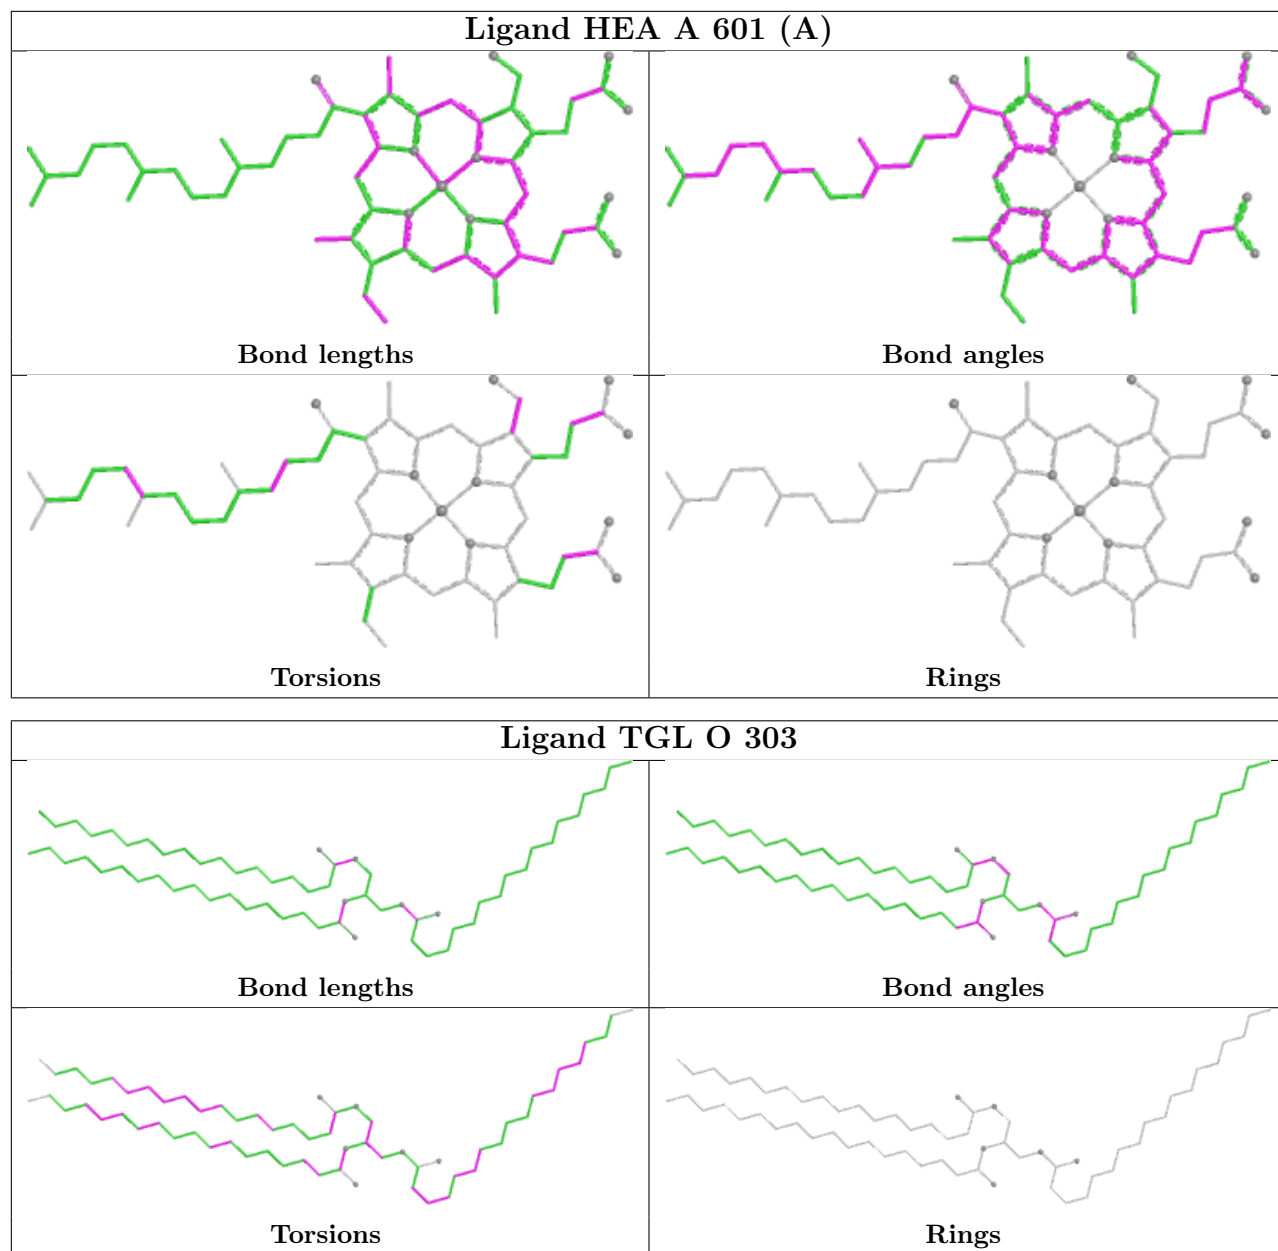 Ligand HEA A 601 (A)
Bond lengths
Bond angles
Torsions
Rings
Ligand TGL O 303
Bond lengths
Bond angles
Torsions
Rings